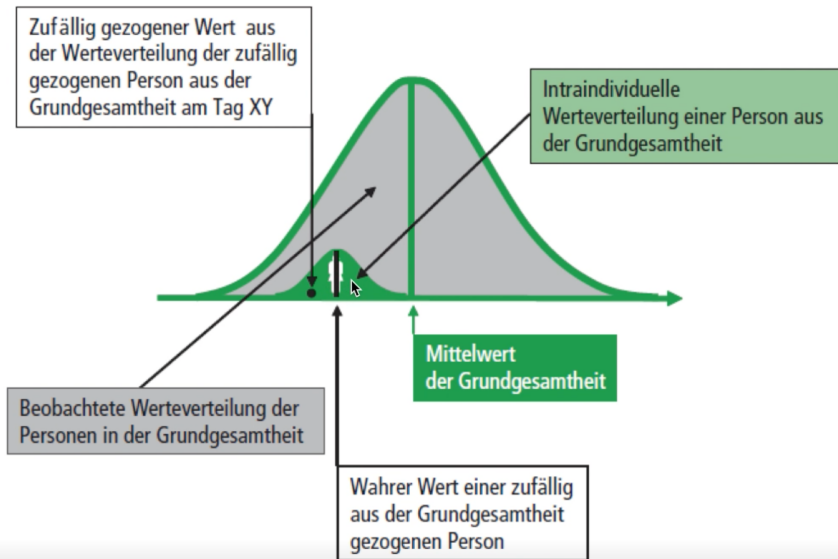 Zufällig gezogener Wert aus
der Werteverteilung der zufällig
gezogenen Person aus der
Grundgesamtheit am Tag XY
Intraindividuelle
Werteverteilung einer Person aus
der Grundgesamtheit
Mittelwert
der Grundgesamtheit
Beobachtete Werteverteilung der
Personen in der Grundgesamtheit
Wahrer Wert einer zufällig
aus der Grundgesamtheit
gezogenen Person